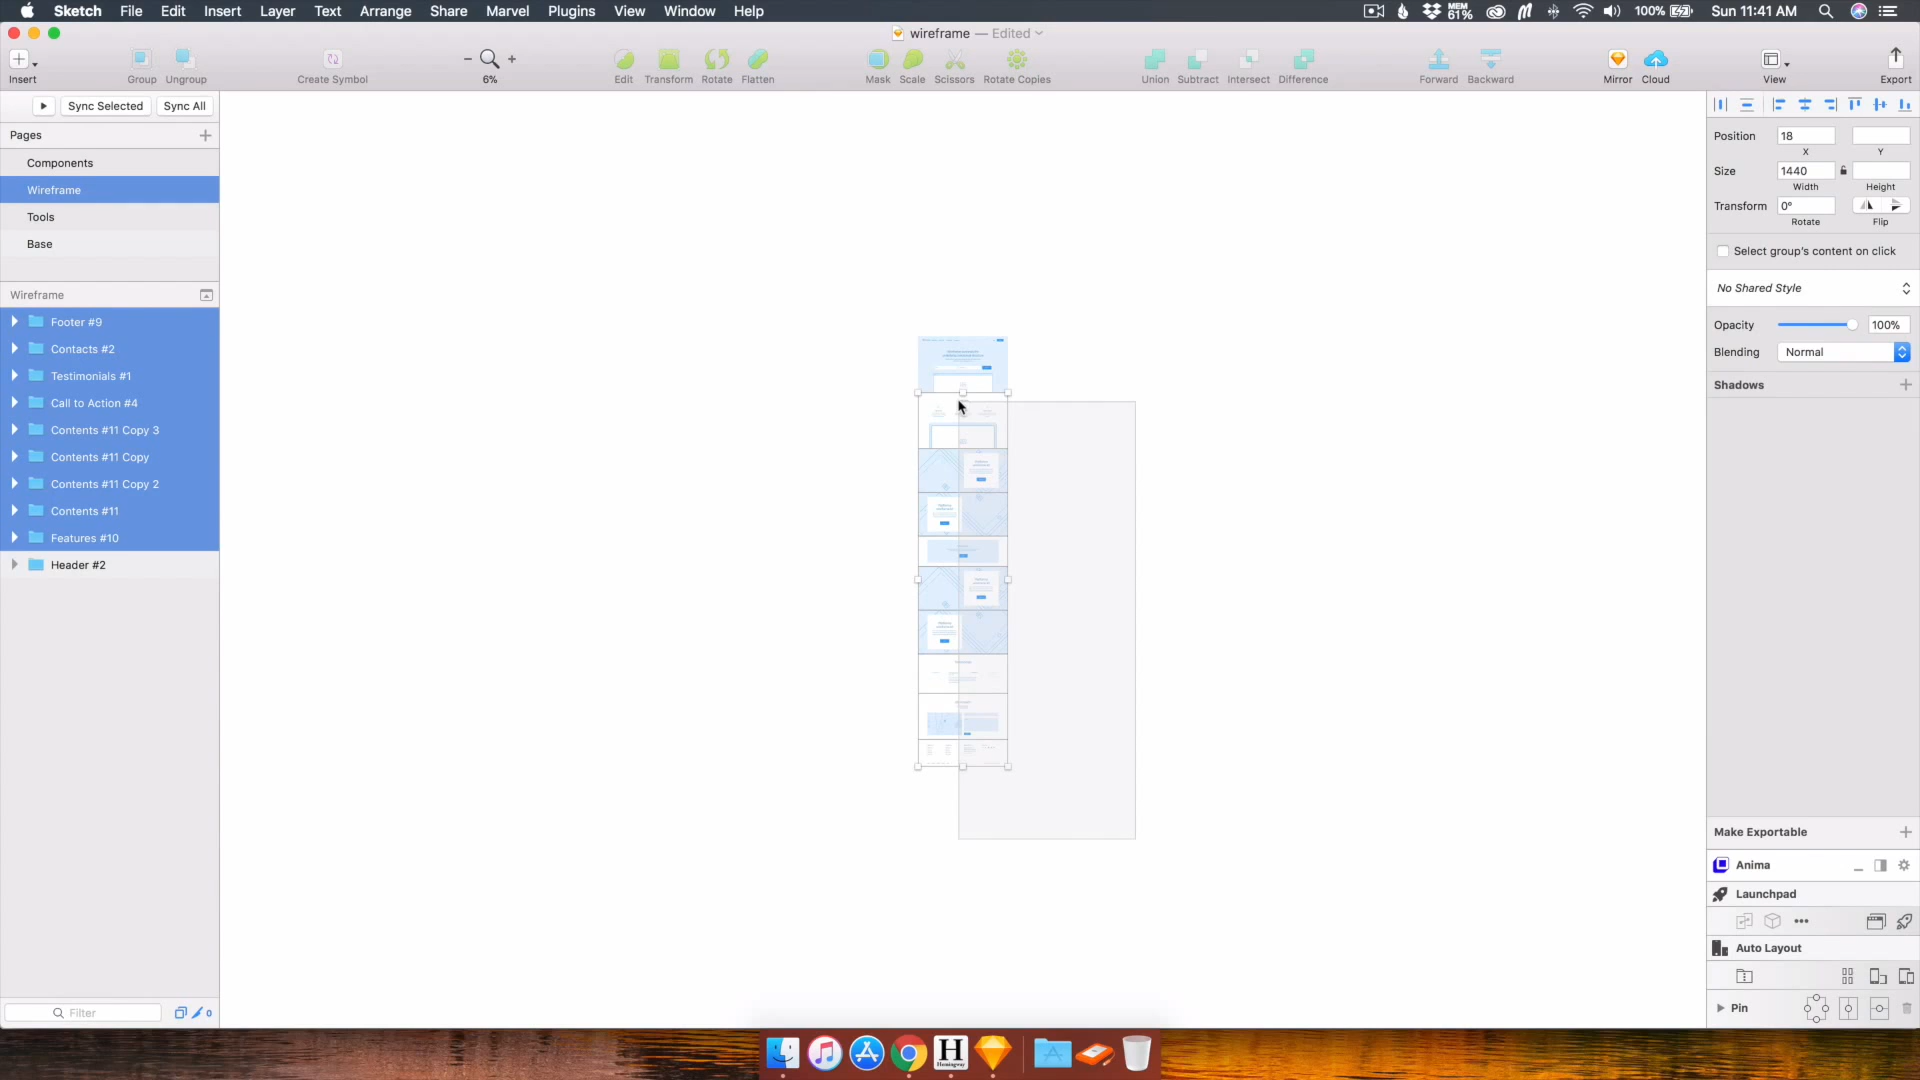 Sketch File Edit Insert Layer Text Arrange Share Marvel Plugins View Window Help
MEM 61% 100% Sun 11:41 AM
wireframe — Edited
Insert Group Ungroup Create Symbol 6% Edit Transform Rotate Flatten Mask Scale Scissors Rotate Copies Union Subtract Intersect Difference Forward Backward Mirror Cloud View Export
Sync Selected Sync All
Pages
Components
Wireframe
Tools
Base
Wireframe
Footer #9
Contacts #2
Testimonials #1
Call to Action #4
Contents #11 Copy 3
Contents #11 Copy
Contents #11 Copy 2
Contents #11
Features #10
Header #2
Filter 0
Position 18
X Y
Size 1440
Width Height
Transform 0°
Rotate Flip
Select group's content on click
No Shared Style
Opacity 100%
Blending Normal
Shadows
Make Exportable
Anima
Launchpad
Auto Layout
Pin
H
Hemingway